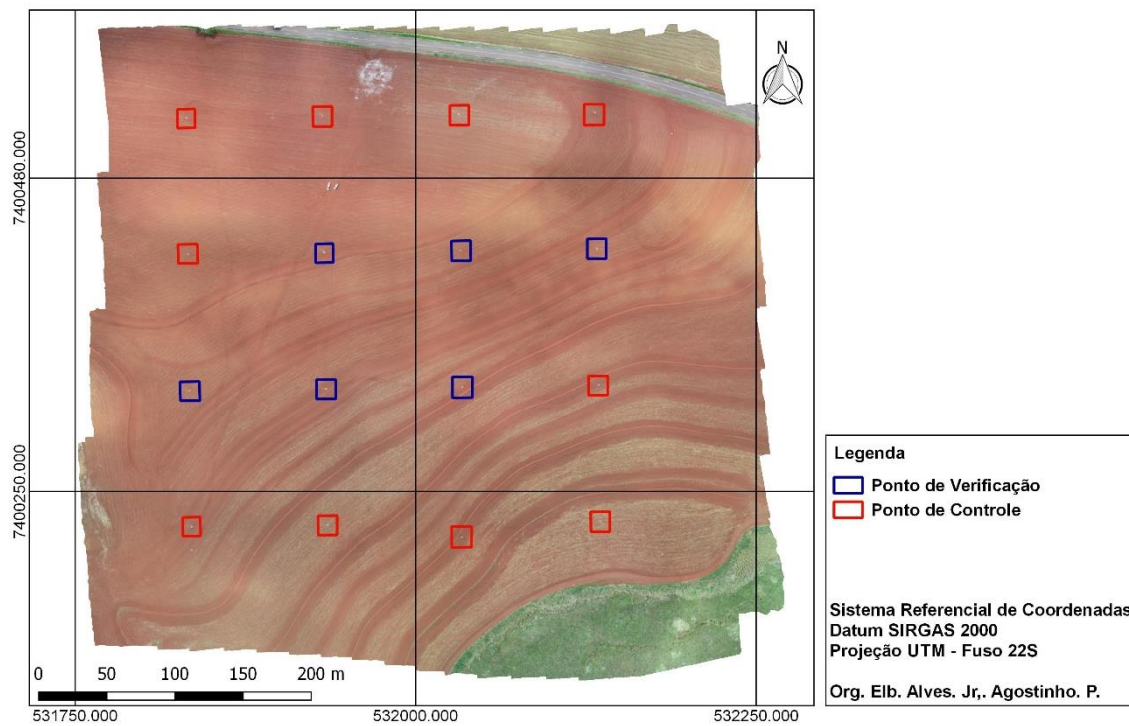 N
7400480.000
7400250.000
0 50 100 150 200 m
531750.000 532000.000 532250.000
Legenda
Ponto de Verificação
Ponto de Controle
Sistema Referencial de Coordenadas
Datum SIRGAS 2000
Projeção UTM - Fuso 22S
Org. Elb. Alves. Jr,. Agostinho. P.